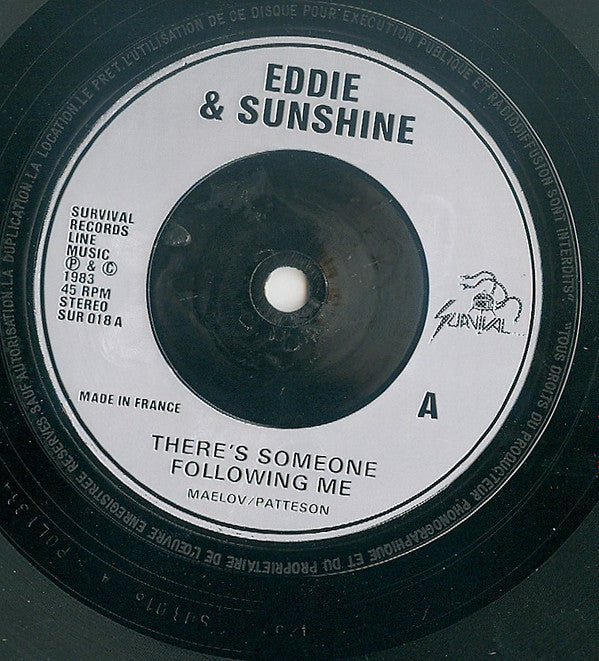 EDDIE
& SUNSHINE
SURVIVAL
RECORDS
LINE
MUSIC
Ⓟ & ©
1983
45 RPM
STEREO
SUR 018 A
SURVIVAL
MADE IN FRANCE
A
THERE'S SOMEONE
FOLLOWING ME
MAELOV/PATTESON
"TOUS DROITS DU PRODUCTEUR PHONOGRAPHIQUE ET DU PROPRIETAIRE DE L'ŒUVRE ENREGISTREE RESERVES. SAUF AUTORISATION. LA DUPLICATION. LA LOCATION. LE PRET. L'UTILISATION DE CE DISQUE POUR EXECUTION PUBLIQUE ET RADIODIFFUSION SONT INTERDITS"